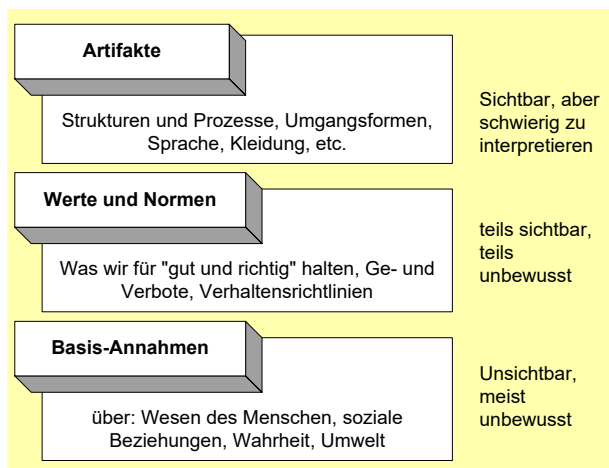 Artifakte
Strukturen und Prozesse, Umgangsformen,
Sprache, Kleidung, etc.
Sichtbar, aber
schwierig zu
interpretieren
Werte und Normen
Was wir für "gut und richtig" halten, Ge- und
Verbote, Verhaltensrichtlinien
teils sichtbar,
teils
unbewusst
Basis-Annahmen
über: Wesen des Menschen, soziale
Beziehungen, Wahrheit, Umwelt
Unsichtbar,
meist
unbewusst